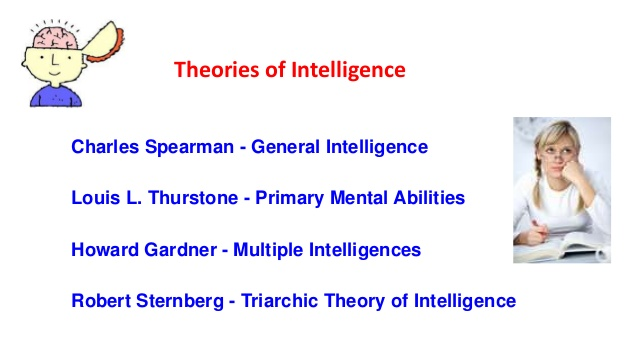 Theories of Intelligence
Charles Spearman - General Intelligence
Louis L. Thurstone - Primary Mental Abilities
Howard Gardner - Multiple Intelligences
Robert Sternberg - Triarchic Theory of Intelligence